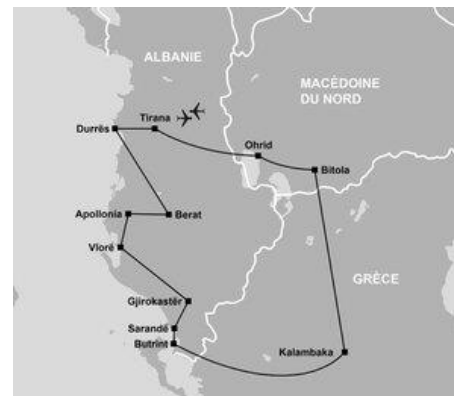 ALBANIE
MACÉDOINE
DU NORD
Tirana
Durrës
Ohrid
Bitola
Apollonia
Berat
Vlorë
GRÈCE
Gjirokastër
Sarandë
Butrint
Kalambaka